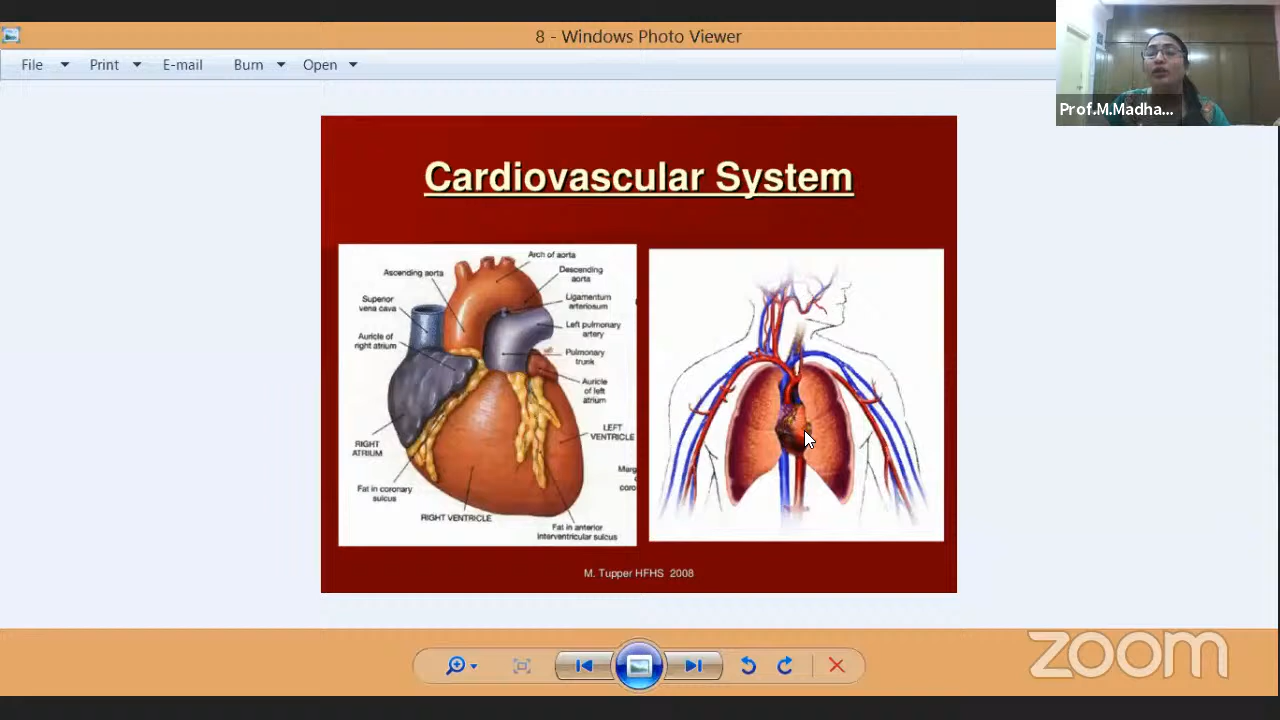 8 - Windows Photo Viewer
File
Print
E-mail
Burn
Open
Prof.M.Madha...
Cardiovascular System
Arch of aorta
Ascending aorta
Descending
aorta
Superior
vena cava
Ligamentum
arteriosum
Left pulmonary
artery
Auricle of
right atrium
Pulmonary
trunk
Auricle
of left
atrium
LEFT
VENTRICLE
RIGHT
ATRIUM
Marg
coro
Fat in coronary
sulcus
RIGHT VENTRICLE
Fat in anterior
interventricular sulcus
M. Tupper HFHS 2008
zoom